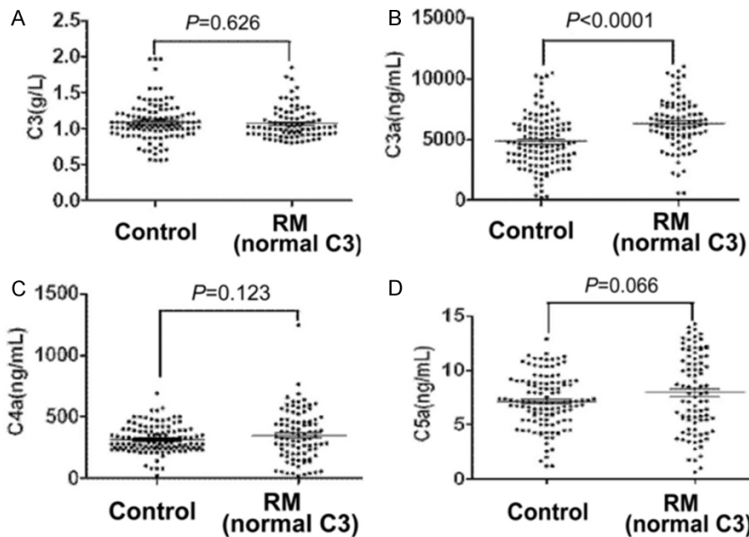 A
P=0.626
C3(g/L)
2.5
2.0
1.5
1.0
0.5
0.0
Control
RM
(normal C3)
B
P<0.0001
C3a(ng/mL)
15000
10000
5000
0
Control
RM
(normal C3)
C
P=0.123
C4a(ng/mL)
1500
1000
500
0
Control
RM
(normal C3)
D
P=0.066
C5a(ng/mL)
15
10
5
0
Control
RM
(normal C3)